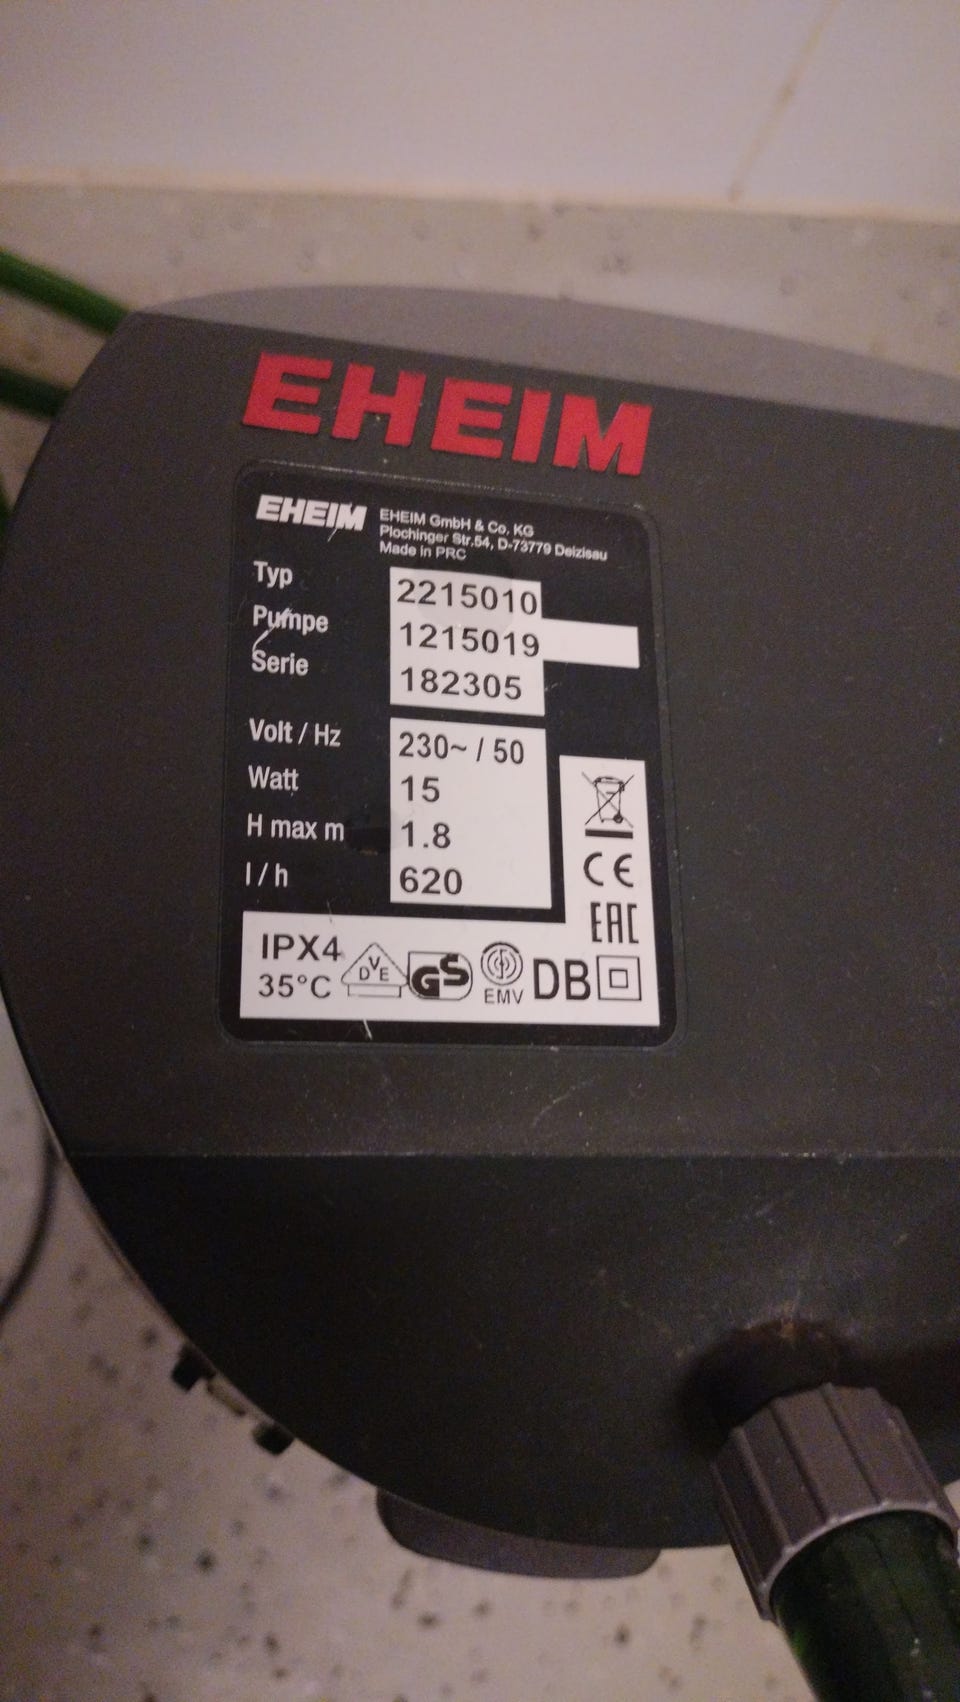 EHEIM
EHEIM EHEIM GmbH & Co. KG
Plochinger Str.54, D-73779 Deizisau
Made in PRC
Typ 2215010
Pumpe 1215019
Serie 182305
Volt / Hz 230~ / 50
Watt 15
H max m 1.8
l / h 620
CE
EAC
IPX4
35°C
DVE
GS
EMV
DB